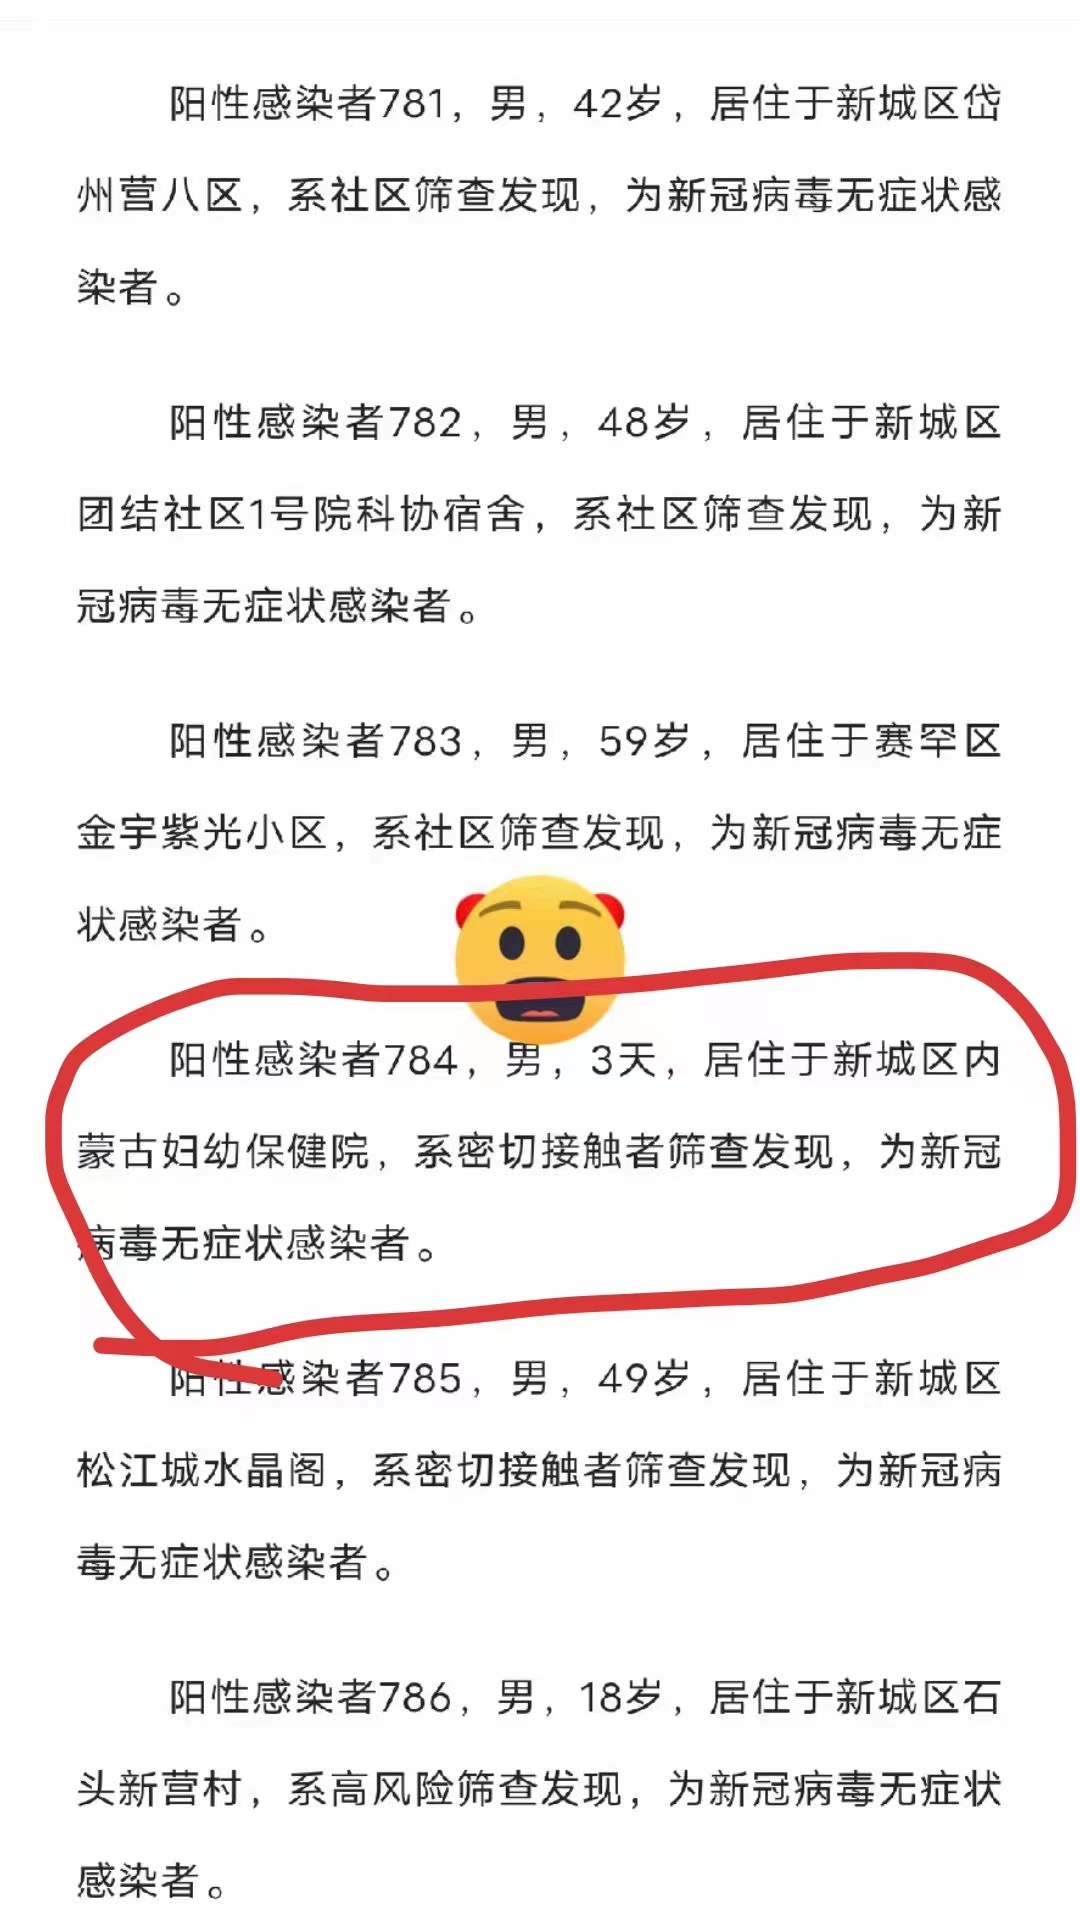 阳性感染者781，男，42岁，居住于新城区岱
州营八区，系社区筛查发现，为新冠病毒无症状感
染者。
阳性感染者782，男，48岁，居住于新城区
团结社区1号院科协宿舍，系社区筛查发现，为新
冠病毒无症状感染者。
阳性感染者783，男，59岁，居住于赛罕区
金宇紫光小区，系社区筛查发现，为新冠病毒无症
状感染者。
阳性感染者784，男，3天，居住于新城区内
蒙古妇幼保健院，系密切接触者筛查发现，为新冠
病毒无症状感染者。
阳性感染者785，男，49岁，居住于新城区
松江城水晶阁，系密切接触者筛查发现，为新冠病
毒无症状感染者。
阳性感染者786，男，18岁，居住于新城区石
头新营村，系高风险筛查发现，为新冠病毒无症状
感染者。